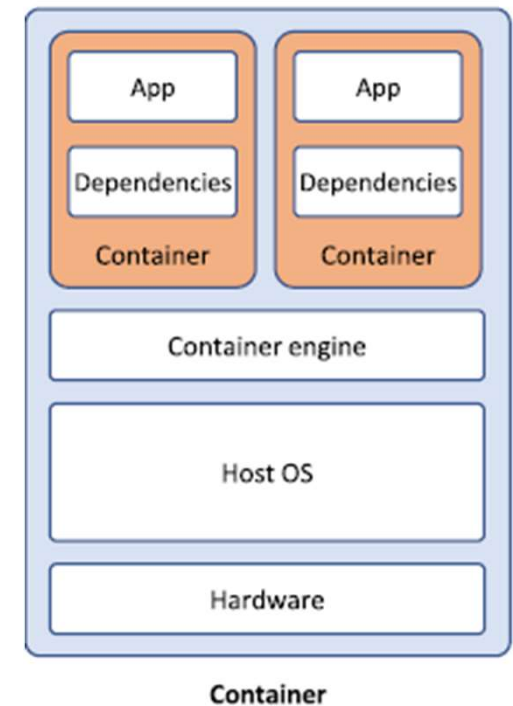 App
App
Dependencies
Dependencies
Container
Container
Container engine
Host OS
Hardware
Container